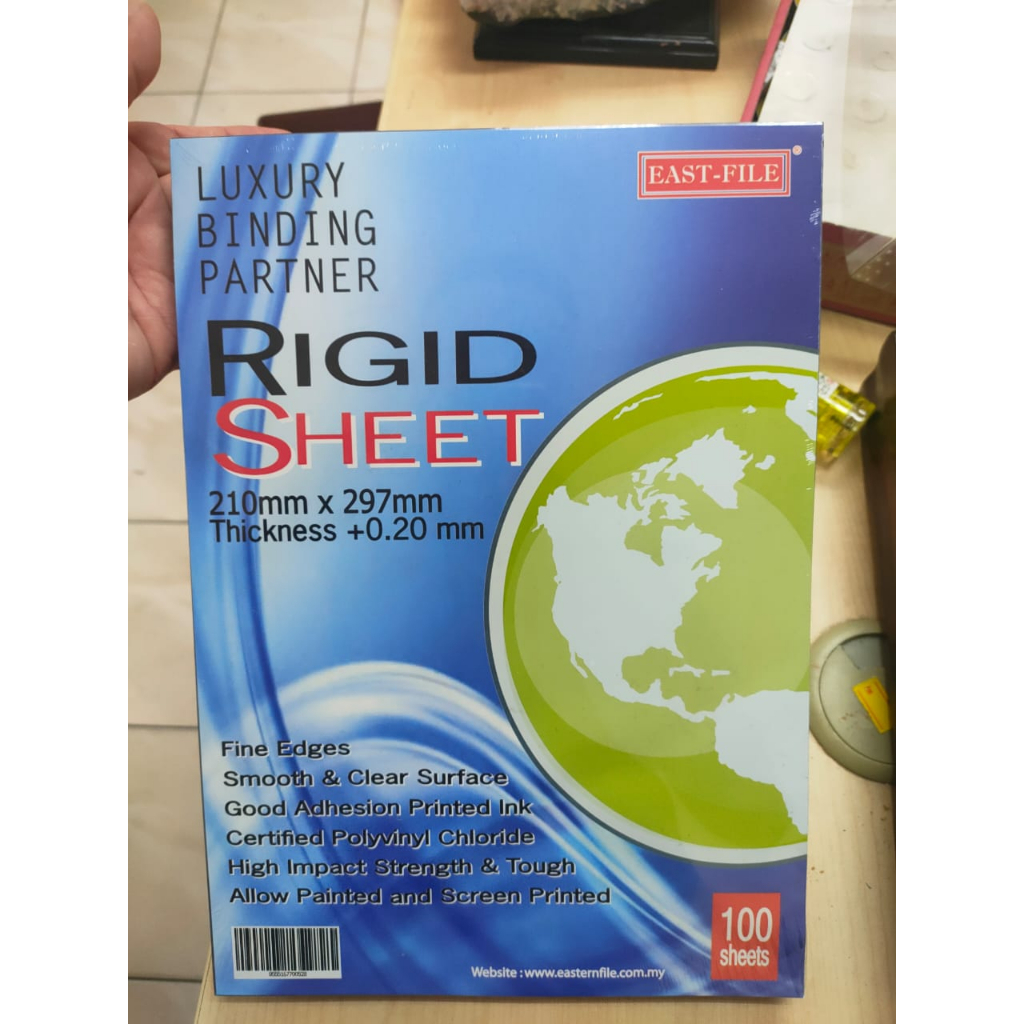 LUXURY
BINDING
PARTNER
EAST-FILE®
RIGID
SHEET
210mm x 297mm
Thickness +0.20 mm
Fine Edges
Smooth & Clear Surface
Good Adhesion Printed Ink
Certified Polyvinyl Chloride
High Impact Strength & Tough
Allow Painted and Screen Printed
100
sheets
Website : www.easternfile.com.my